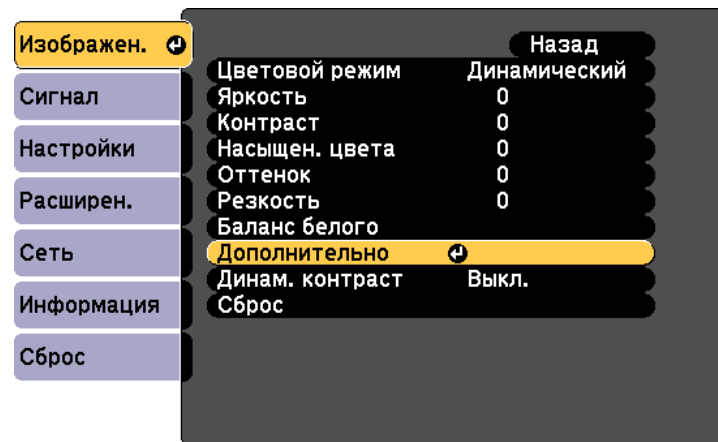 Изображен.
Сигнал
Настройки
Расширен.
Сеть
Информация
Сброс
Назад
Цветовой режим Динамический
Яркость 0
Контраст 0
Насыщен. цвета 0
Оттенок 0
Резкость 0
Баланс белого
Дополнительно
Динам. контраст Выкл.
Сброс